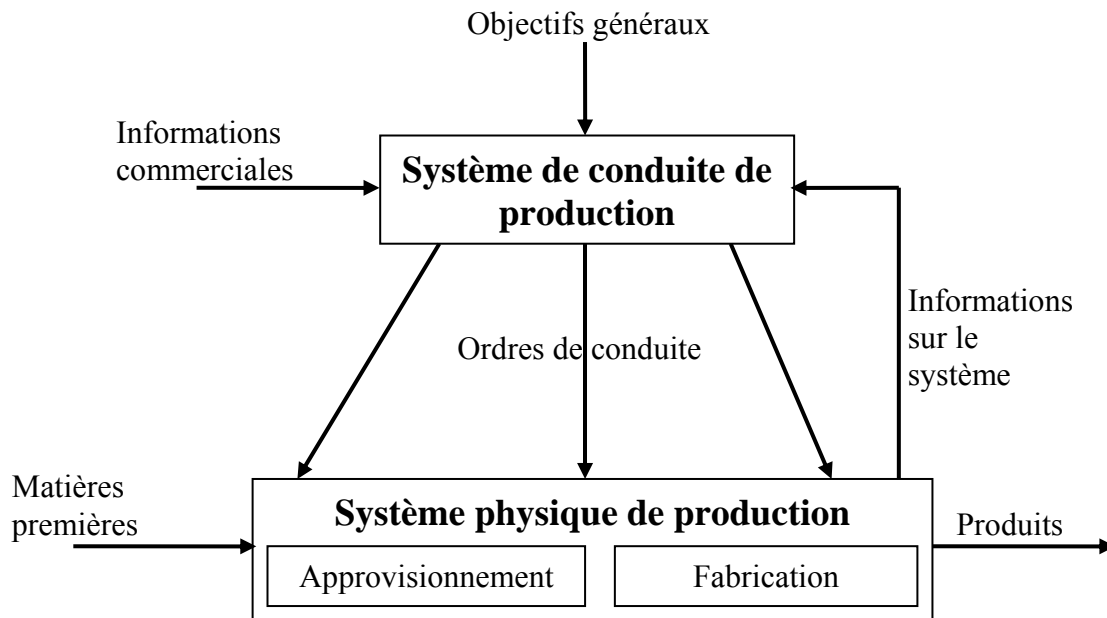 Objectifs généraux
Informations
commerciales
Système de conduite de
production
Ordres de conduite
Informations
sur le
système
Matières
premières
Système physique de production
Approvisionnement
Fabrication
Produits